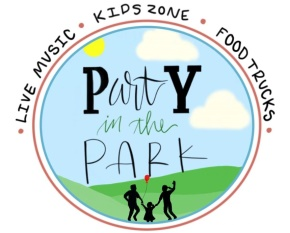 • LIVE MUSIC • KIDS ZONE • FOOD TRUCKS •
PartY
in the
PARK